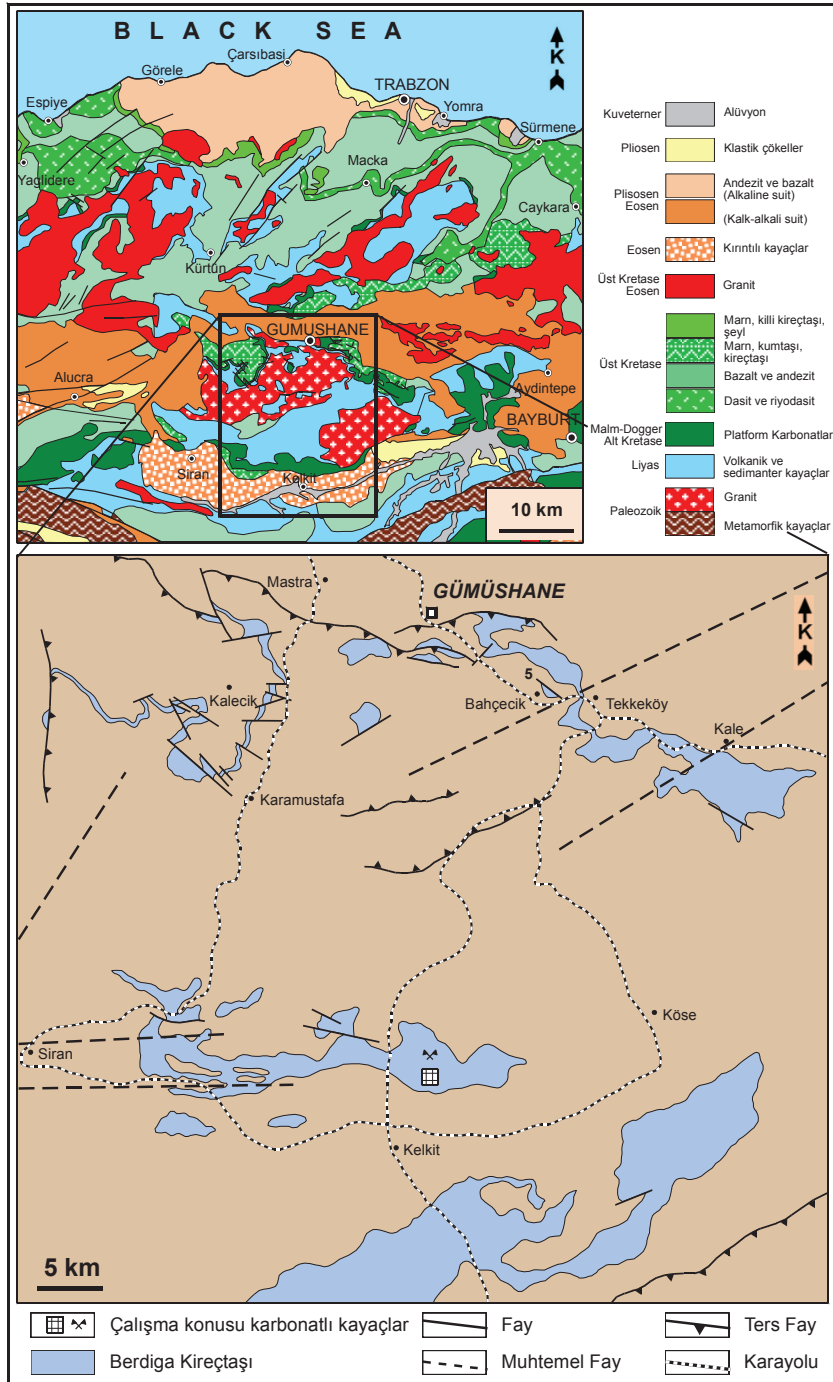 BLACK SEA
Çarsıbasi
K
Görele
TRABZON
Espiye
Yomra
Sürmene
Macka
Yaglidere
Caykara
Kürtün
GUMUSHANE
Alucra
Aydintepe
BAYBURT
Siran
Kelkit
10 km
Kuveterner
Alüvyon
Pliosen
Klastik çökeller
Plisosen
Eosen
Andezit ve bazalt
(Alkaline suit)
(Kalk-alkali suit)
Eosen
Kırıntılı kayaçlar
Üst Kretase
Eosen
Granit
Üst Kretase
Marn, killi kireçtaşı,
şeyl
Marn, kumtaşı,
kireçtaşı
Bazalt ve andezit
Dasit ve riyodasit
Malm-Dogger
Alt Kretase
Platform Karbonatlar
Liyas
Volkanik ve
sedimanter kayaçlar
Paleozoik
Granit
Metamorfik kayaçlar
Mastra
GÜMÜSHANE
K
Kalecik
5
Bahçecik
Tekkeköy
Kale
Karamustafa
Köse
Siran
Kelkit
5 km
Çalışma konusu karbonatlı kayaçlar
Fay
Ters Fay
Berdiga Kireçtaşı
Muhtemel Fay
Karayolu